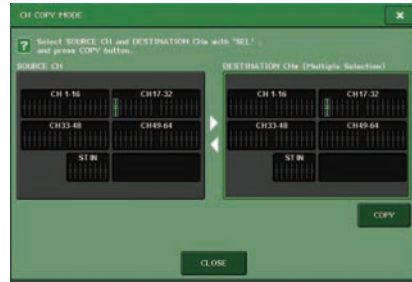 CH COPY MODE
×
? Select SOURCE CH and DESTINATION CHs with "SEL" ,
and press COPY button.
SOURCE CH
DESTINATION CHs (Multiple Selection)
CH 1-16 CH17-32
CH33-48 CH49-64
ST IN
CH 1-16 CH17-32
CH33-48 CH49-64
ST IN
COPY
CLOSE